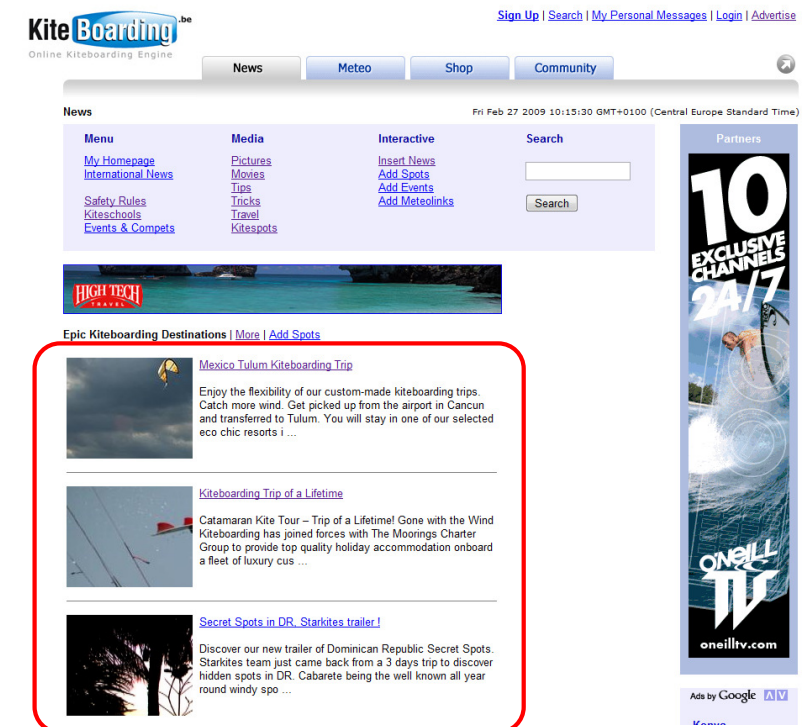 Kite Boarding .be
Online Kiteboarding Engine
Sign Up | Search | My Personal Messages | Login | Advertise
News
Meteo
Shop
Community
News
Fri Feb 27 2009 10:15:30 GMT+0100 (Central Europe Standard Time)
Menu
My Homepage
International News
Safety Rules
Kiteschools
Events & Compets
Media
Pictures
Movies
Tips
Tricks
Travel
Kitespots
Interactive
Insert News
Add Spots
Add Events
Add Meteolinks
Search
Search
HIGH TECH
TRAVEL
Epic Kiteboarding Destinations | More | Add Spots
Mexico Tulum Kiteboarding Trip
Enjoy the flexibility of our custom-made kiteboarding trips.
Catch more wind. Get picked up from the airport in Cancun
and transferred to Tulum. You will stay in one of our selected
eco chic resorts i ...
Kiteboarding Trip of a Lifetime
Catamaran Kite Tour – Trip of a Lifetime! Gone with the Wind
Kiteboarding has joined forces with The Moorings Charter
Group to provide top quality holiday accommodation onboard
a fleet of luxury cus ...
Secret Spots in DR, Starkites trailer !
Discover our new trailer of Dominican Republic Secret Spots.
Starkites team just came back from a 3 days trip to discover
hidden spots in DR. Cabarete being the well known all year
round windy spo ...
Partners
10
EXCLUSIVE
CHANNELS
24/7
ONEILL
TV
oneilltv.com
Ads by Google
Kenya